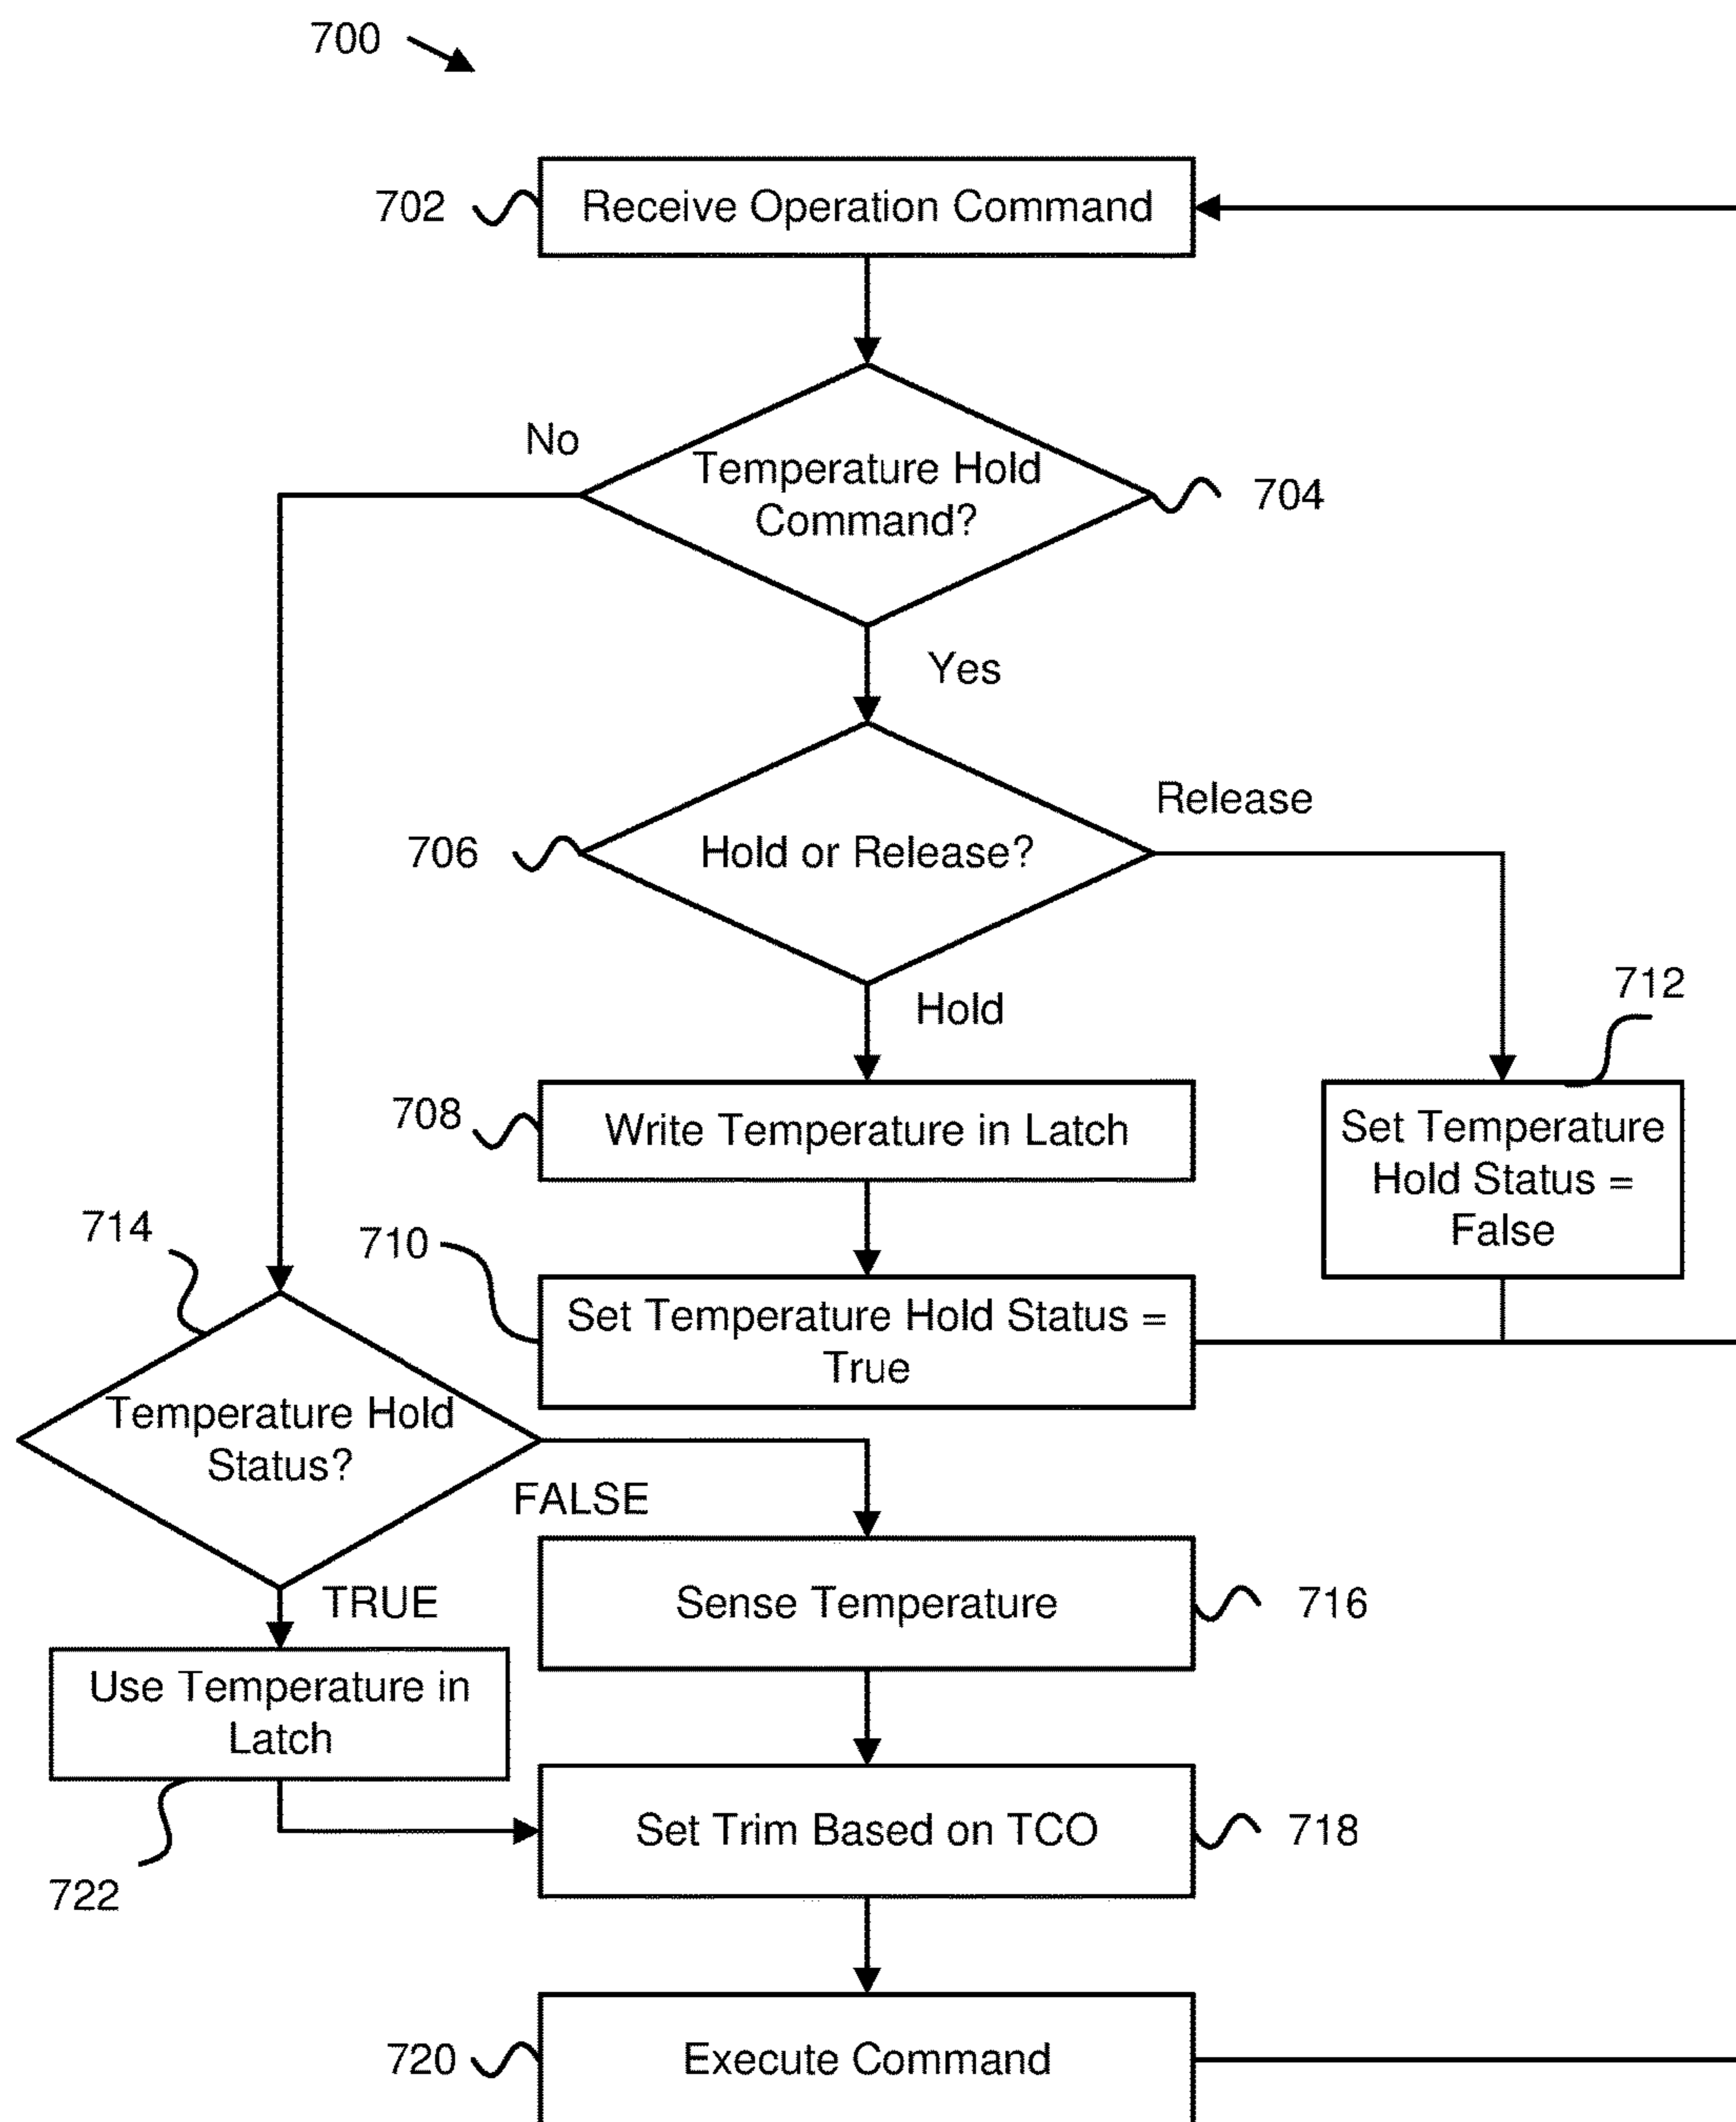 700
702
Receive Operation Command
No
Temperature Hold
Command?
704
Yes
706
Hold or Release?
Release
Hold
712
708
Write Temperature in Latch
Set Temperature
Hold Status =
False
714
710
Set Temperature Hold Status =
True
Temperature Hold
Status?
FALSE
TRUE
Sense Temperature
716
Use Temperature in
Latch
Set Trim Based on TCO
718
722
720
Execute Command